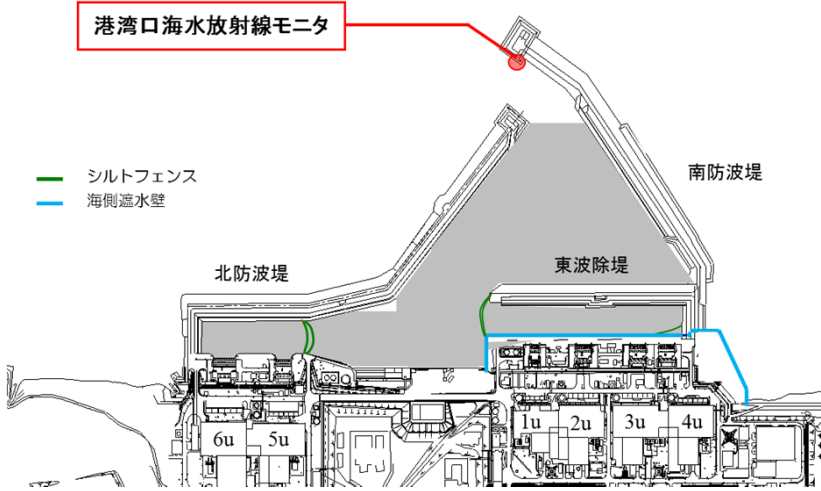 港湾口海水放射線モニタ
シルトフェンス
海側遮水壁
南防波堤
北防波堤
東波除堤
1u
2u
3u
4u
6u
5u